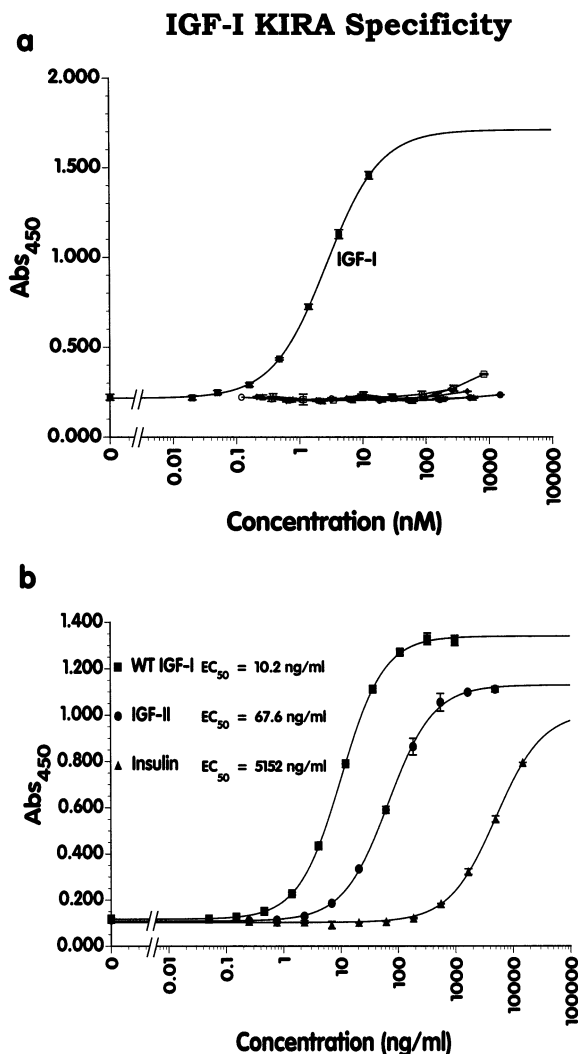 IGF-I KIRA Specificity
a
2.000
1.500
1.000
0.500
0.000
Abs450
IGF-I
0
0.01
0.1
1
10
100
1000
10000
Concentration (nM)
b
1.400
1.200
1.000
0.800
0.600
0.400
0.200
0.000
Abs450
WT IGF-I EC50 = 10.2 ng/ml
IGF-II EC50 = 67.6 ng/ml
Insulin EC50 = 5152 ng/ml
0
0.01
0.1
1
10
100
1000
10000
100000
Concentration (ng/ml)